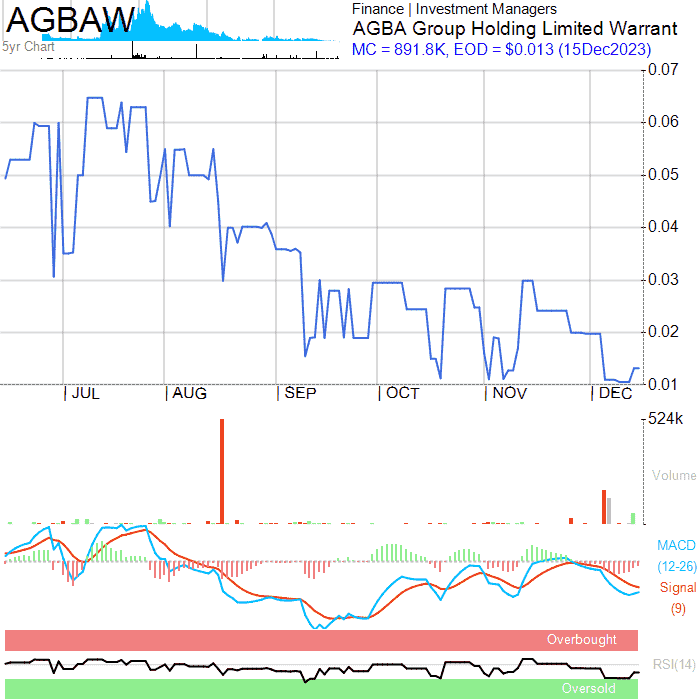 AGBAW
5yr Chart
Finance | Investment Managers
AGBA Group Holding Limited Warrant
MC = 891.8K, EOD = $0.013 (15Dec2023)
0.07
0.06
0.05
0.04
0.03
0.02
0.01
JUL AUG SEP OCT NOV DEC
524k
Volume
MACD
(12-26)
Signal
(9)
Overbought
RSI(14)
Oversold